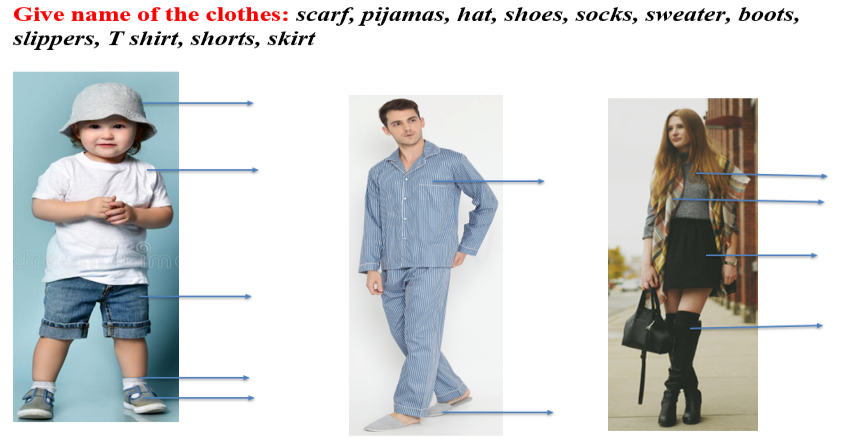 Give name of the clothes: scarf, pijamas, hat, shoes, socks, sweater, boots,
slippers, T shirt, shorts, skirt